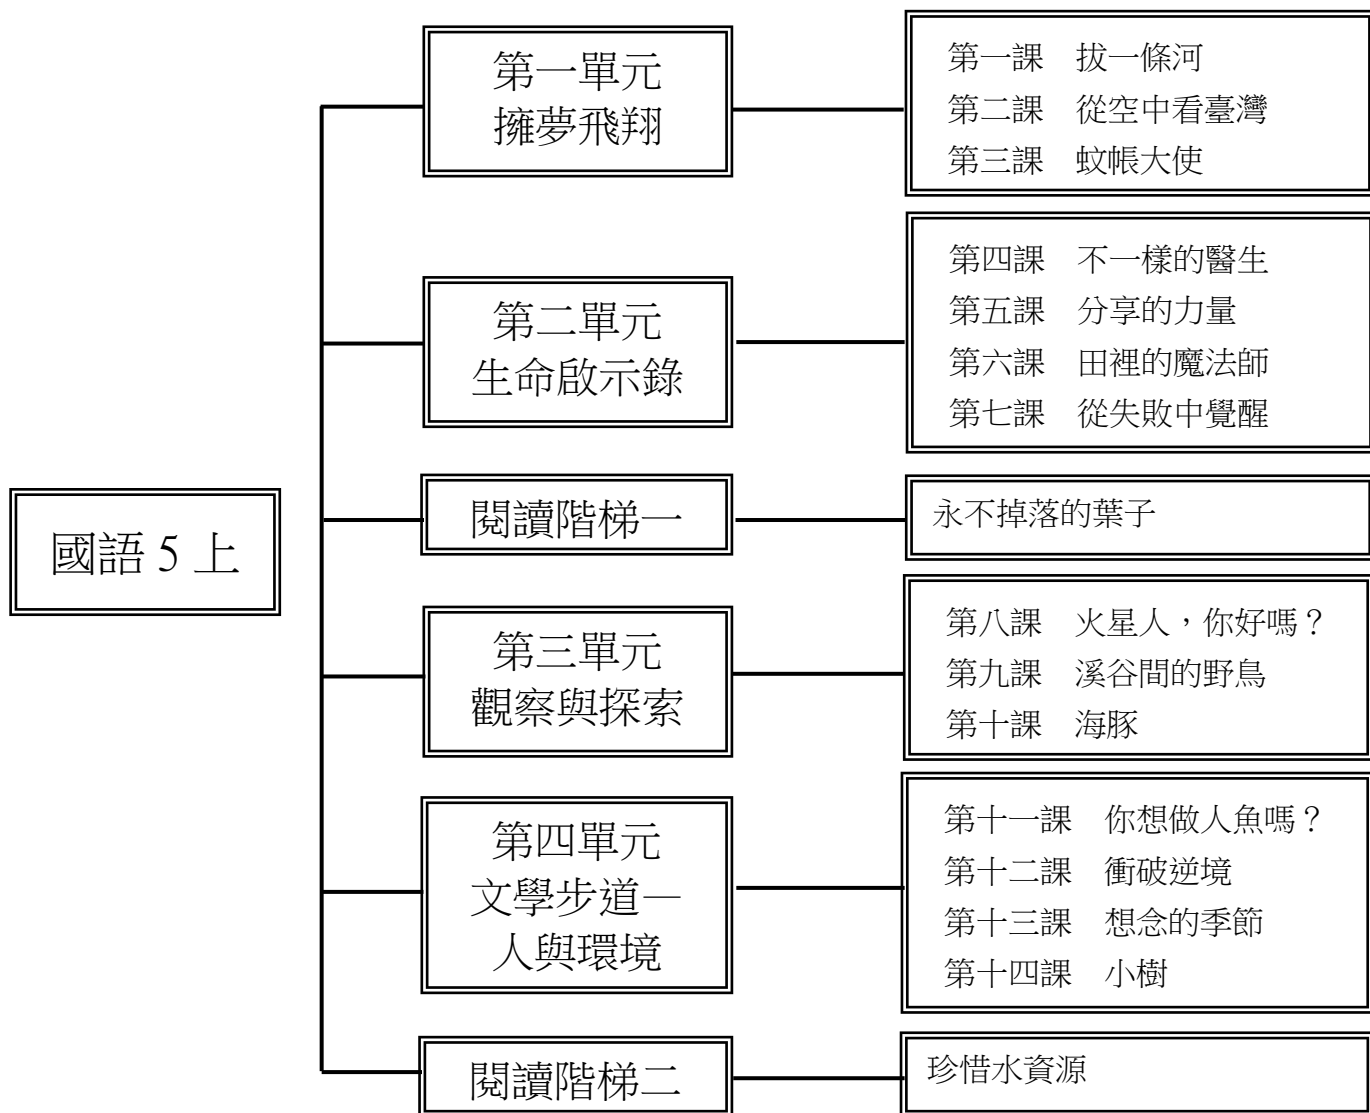 國語 5 上
第一單元
擁夢飛翔
第一課　拔一條河
第二課　從空中看臺灣
第三課　蚊帳大使
第二單元
生命啟示錄
第四課　不一樣的醫生
第五課　分享的力量
第六課　田裡的魔法師
第七課　從失敗中覺醒
閱讀階梯一
永不掉落的葉子
第三單元
觀察與探索
第八課　火星人，你好嗎？
第九課　溪谷間的野鳥
第十課　海豚
第四單元
文學步道—
人與環境
第十一課　你想做人魚嗎？
第十二課　衝破逆境
第十三課　想念的季節
第十四課　小樹
閱讀階梯二
珍惜水資源